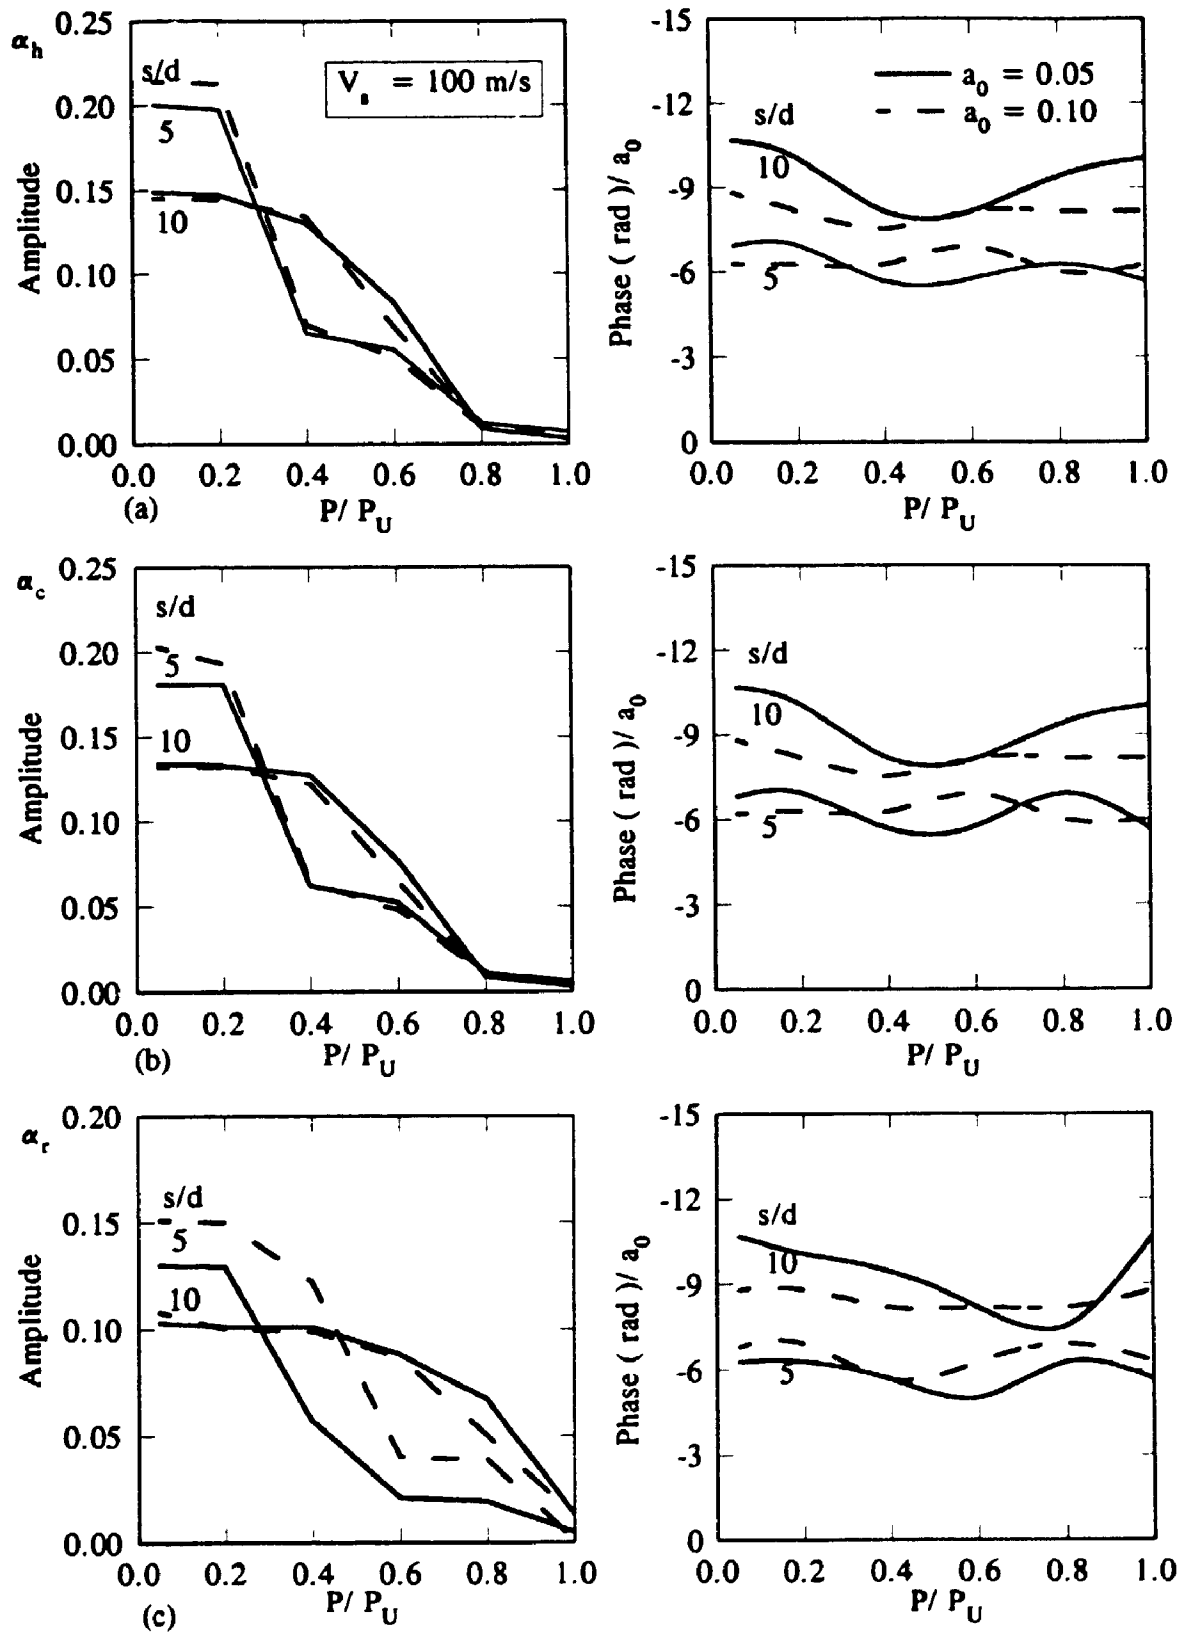 α_h
Amplitude
0.25
0.20
0.15
0.10
0.05
0.00
s/d
5
10
V_s = 100 m/s
0.0 0.2 0.4 0.6 0.8 1.0
P/ P_U
(a)
Phase ( rad )/ a_0
-15
-12
-9
-6
-3
0
a_0 = 0.05
a_0 = 0.10
s/d
10
5
0.0 0.2 0.4 0.6 0.8 1.0
P/ P_U
α_c
Amplitude
0.25
0.20
0.15
0.10
0.05
0.00
s/d
5
10
0.0 0.2 0.4 0.6 0.8 1.0
P/ P_U
(b)
Phase ( rad )/ a_0
-15
-12
-9
-6
-3
0
s/d
10
5
0.0 0.2 0.4 0.6 0.8 1.0
P/ P_U
α_r
Amplitude
0.20
0.15
0.10
0.05
0.00
s/d
5
10
0.0 0.2 0.4 0.6 0.8 1.0
P/ P_U
(c)
Phase ( rad )/ a_0
-15
-12
-9
-6
-3
0
s/d
10
5
0.0 0.2 0.4 0.6 0.8 1.0
P/ P_U